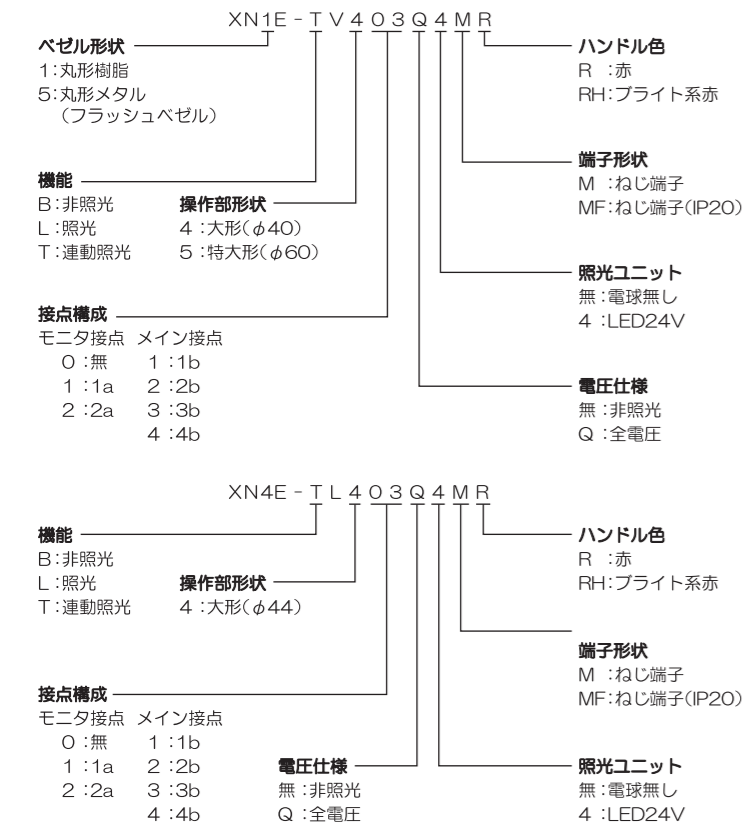 XN1E-TV403Q4MR
ベゼル形状
1:丸形樹脂
5:丸形メタル
(フラッシュベゼル)
機能
B:非照光
L:照光
T:連動照光
操作部形状
4:大形(φ40)
5:特大形(φ60)
接点構成
モニタ接点 メイン接点
0:無 1:1b
1:1a 2:2b
2:2a 3:3b
4:4b
ハンドル色
R :赤
RH:ブライト系赤
端子形状
M :ねじ端子
MF:ねじ端子(IP20)
照光ユニット
無:電球無し
4:LED24V
電圧仕様
無:非照光
Q:全電圧
XN4E-TL403Q4MR
機能
B:非照光
L:照光
T:連動照光
操作部形状
4:大形(φ44)
接点構成
モニタ接点 メイン接点
0:無 1:1b
1:1a 2:2b
2:2a 3:3b
4:4b
電圧仕様
無:非照光
Q:全電圧
ハンドル色
R :赤
RH:ブライト系赤
端子形状
M :ねじ端子
MF:ねじ端子(IP20)
照光ユニット
無:電球無し
4:LED24V